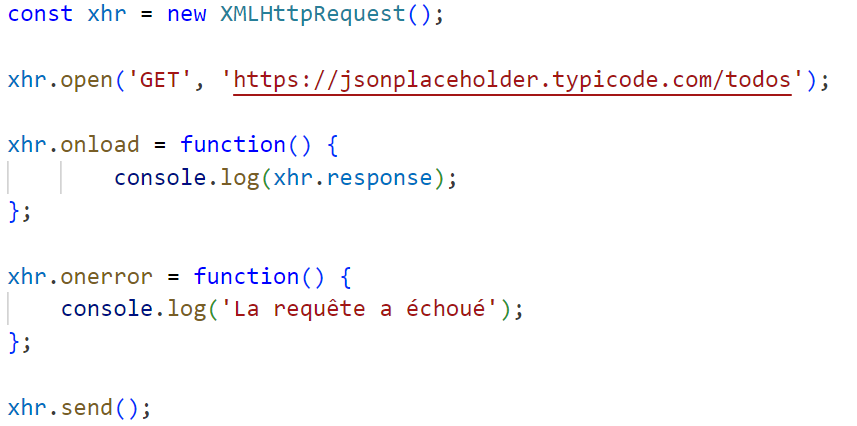 const xhr = new XMLHttpRequest();
xhr.open('GET', 'https://jsonplaceholder.typicode.com/todos');
xhr.onload = function() {
console.log(xhr.response);
};
xhr.onerror = function() {
console.log('La requête a échoué');
};
xhr.send();